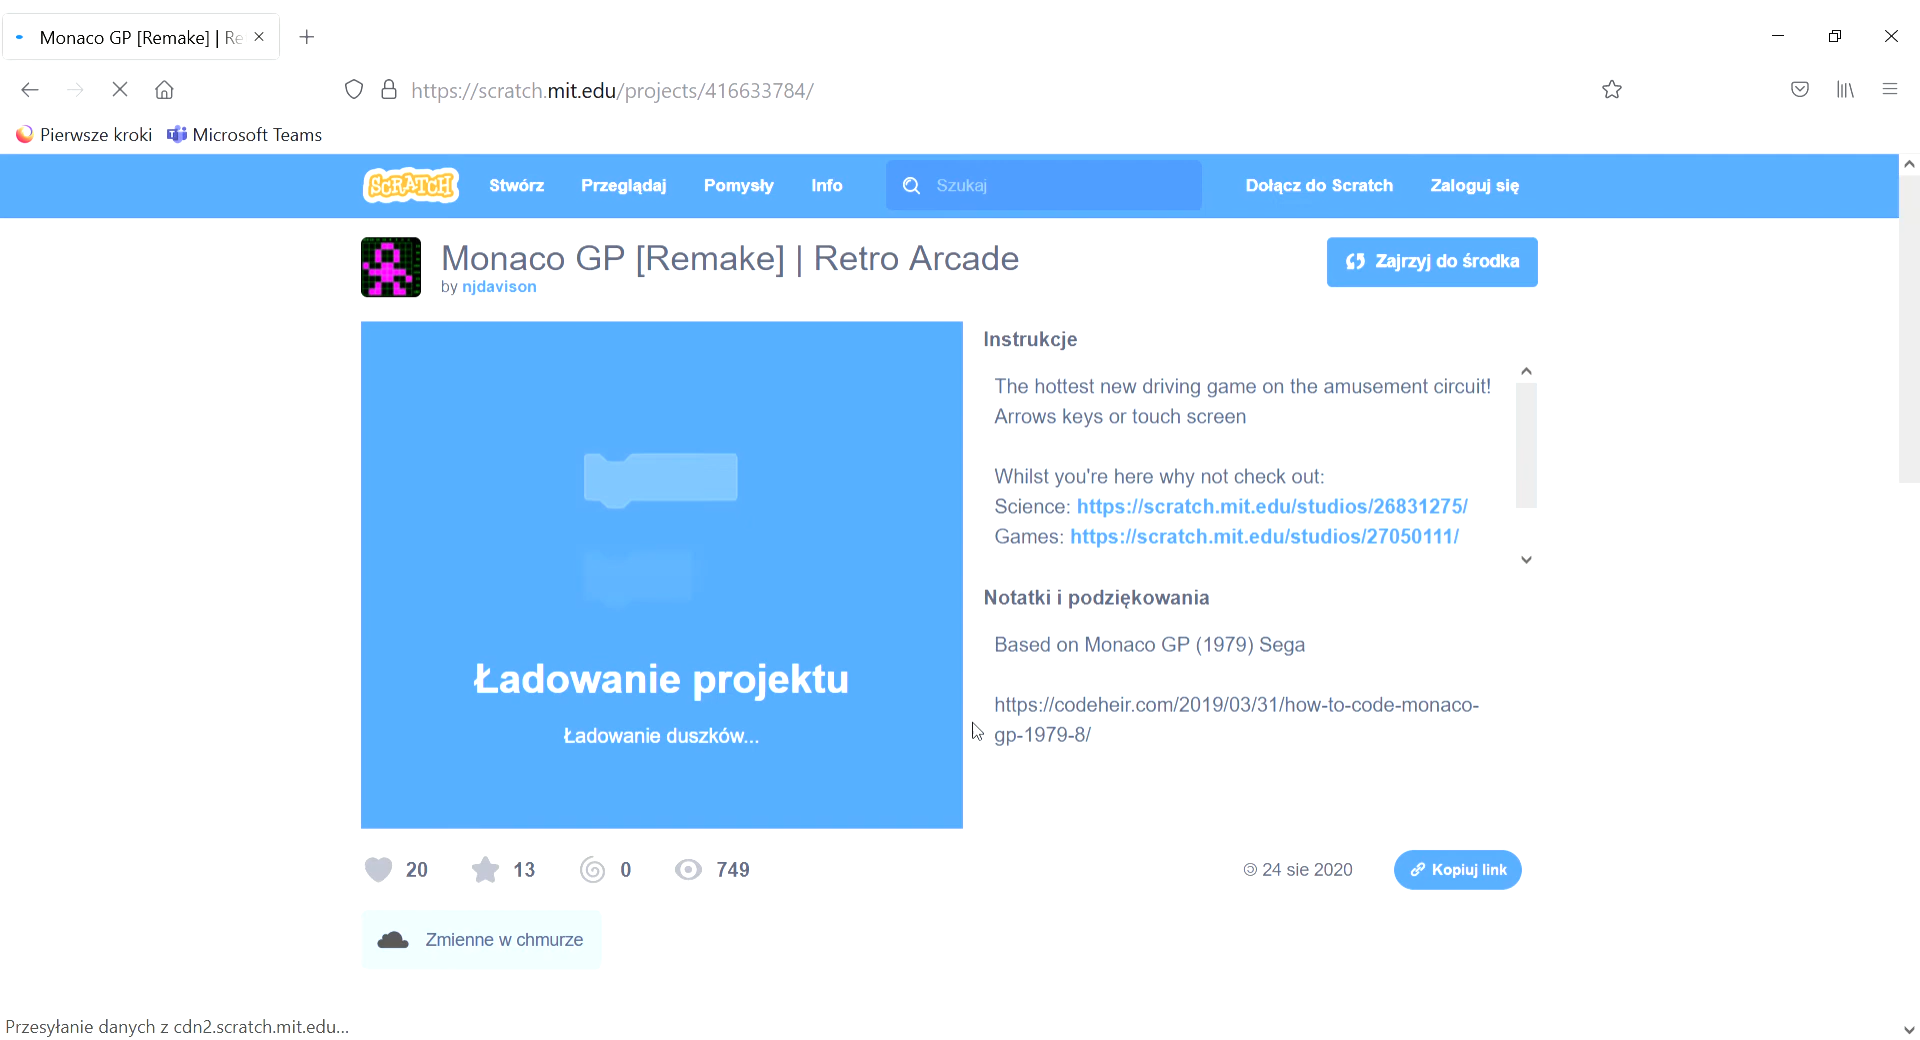 Monaco GP [Remake] | Re
https://scratch.mit.edu/projects/416633784/
Pierwsze kroki Microsoft Teams
SCRATCH Stwórz Przeglądaj Pomysły Info Szukaj Dołącz do Scratch Zaloguj się
Monaco GP [Remake] | Retro Arcade
by njdavison
Zajrzyj do środka
Ładowanie projektu
Ładowanie duszków...
Instrukcje
The hottest new driving game on the amusement circuit!
Arrows keys or touch screen
Whilst you're here why not check out:
Science: https://scratch.mit.edu/studios/26831275/
Games: https://scratch.mit.edu/studios/27050111/
Notatki i podziękowania
Based on Monaco GP (1979) Sega
https://codeheir.com/2019/03/31/how-to-code-monaco-
gp-1979-8/
20 13 0 749
24 sie 2020
Kopiuj link
Zmienne w chmurze
Przesyłanie danych z cdn2.scratch.mit.edu...